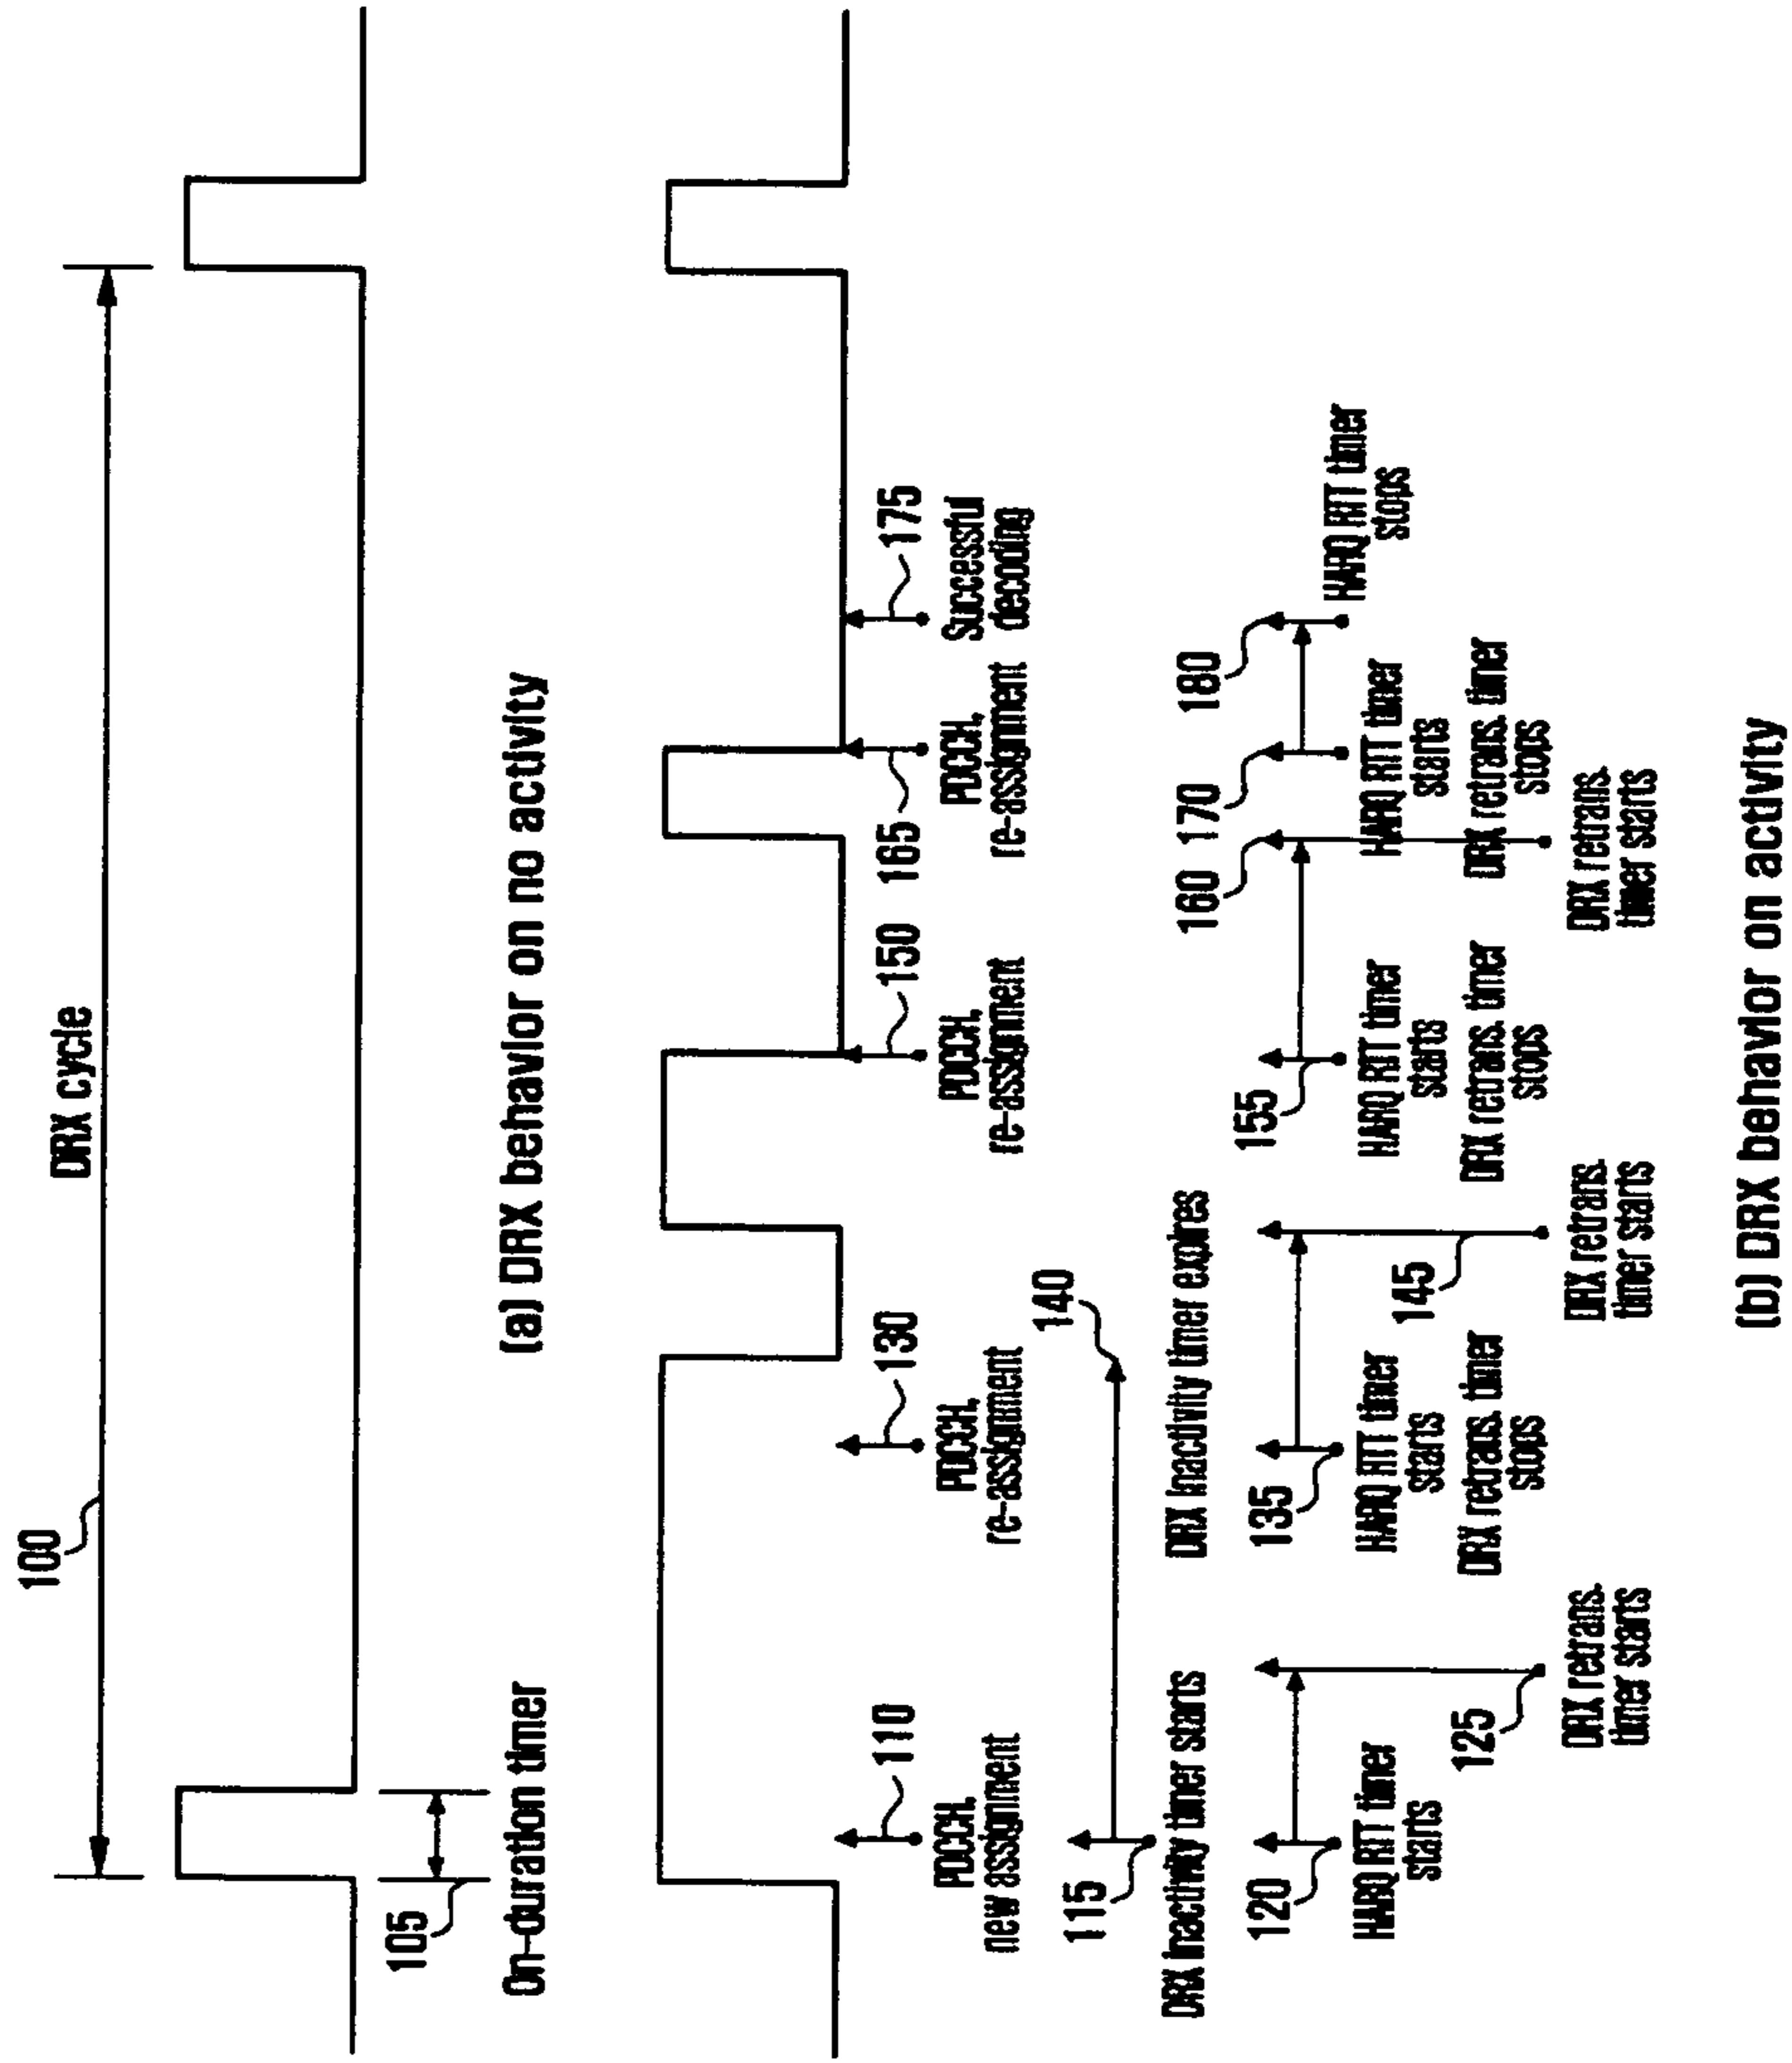 100
DRX cycle
105
On-duration timer
(a) DRX behavior on no activity
110
PDCCH,
new assignment
130
PDCCH,
re-assignment
150
PDCCH,
re-assignment
165
PDCCH,
re-assignment
175
Successful
decoding
115
DRX Inactivity timer starts
140
DRX Inactivity timer expires
120
HARQ RTT timer
starts
125
DRX retrans.
timer starts
135
HARQ RTT timer
starts
DRX retrans. timer
stops
145
DRX retrans.
timer starts
155
HARQ RTT timer
starts
DRX retrans. timer
stops
160
DRX retrans.
timer starts
170
HARQ RTT timer
starts
DRX retrans. timer
stops
180
HARQ RTT timer
stops
(b) DRX behavior on activity